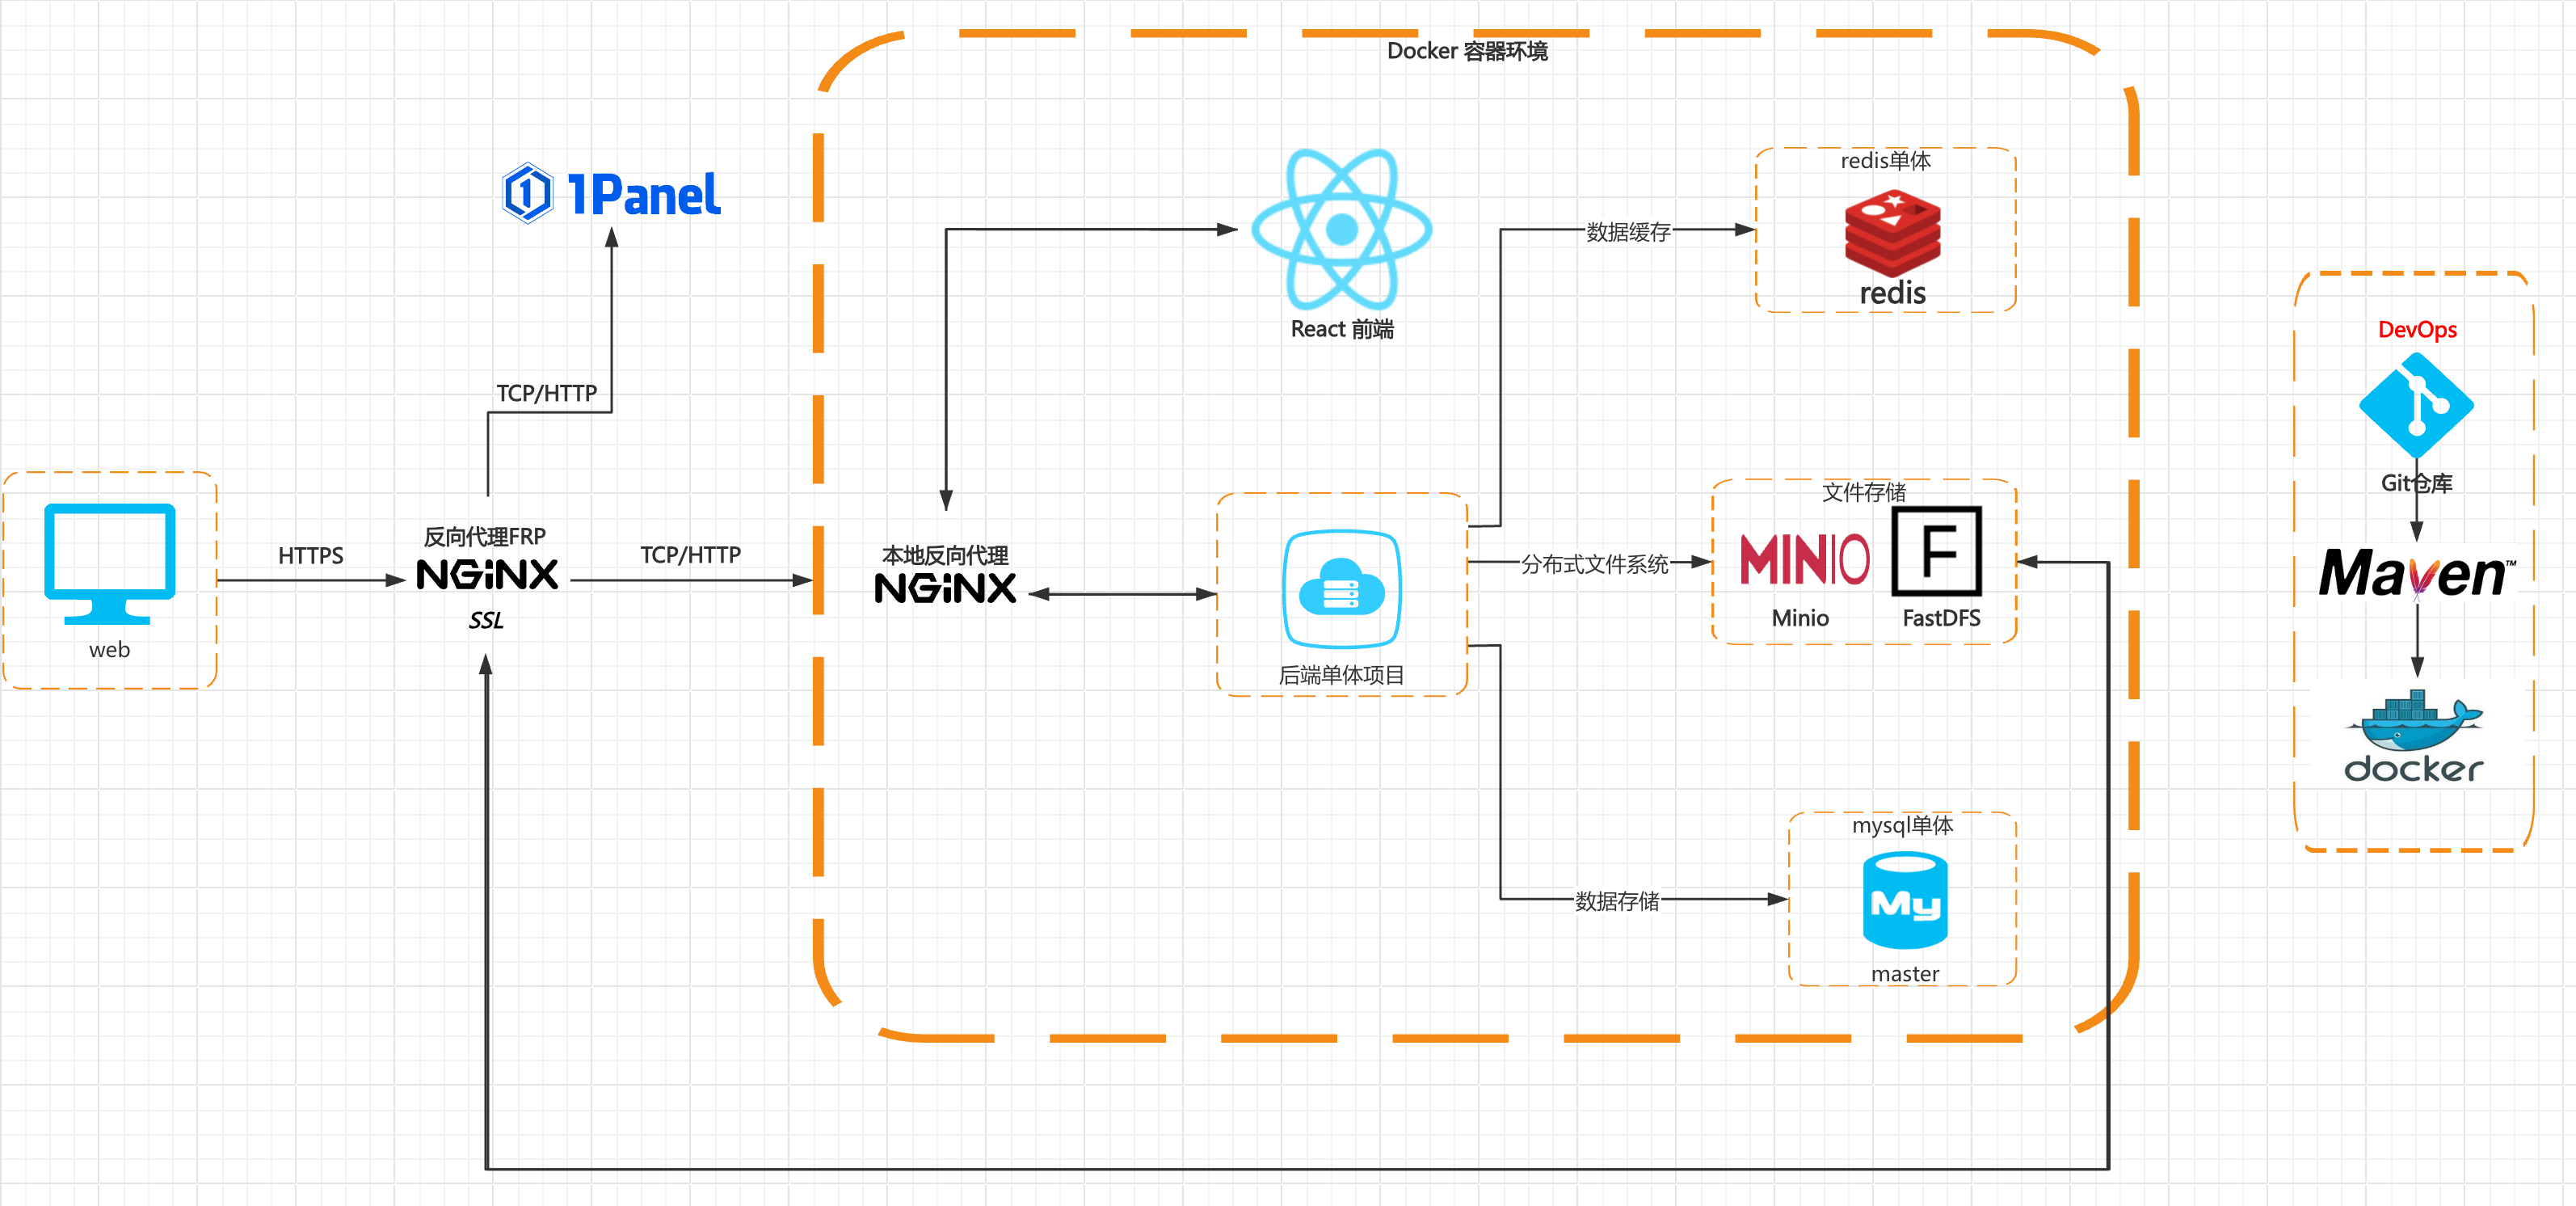 Docker 容器环境
1Panel
TCP/HTTP
web
HTTPS
反向代理FRP
NGINX
SSL
TCP/HTTP
本地反向代理
NGINX
React 前端
后端单体项目
数据缓存
redis单体
redis
分布式文件系统
文件存储
MINIO
F
Minio
FastDFS
数据存储
mysql单体
My
master
DevOps
Git仓库
Maven™
docker